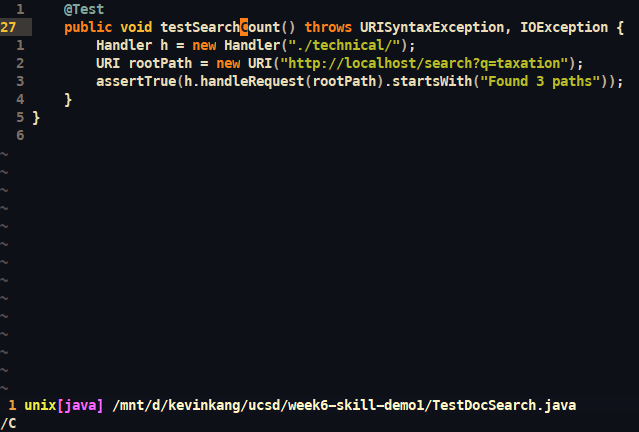 1 @Test
27 public void testSearchCount() throws URISyntaxException, IOException {
1 Handler h = new Handler("./technical/");
2 URI rootPath = new URI("http://localhost/search?q=taxation");
3 assertTrue(h.handleRequest(rootPath).startsWith("Found 3 paths"));
4 }
5 }
6
~
~
~
~
~
~
~
~
~
~
~
~
~
~
1 unix[java] /mnt/d/kevinkang/ucsd/week6-skill-demo1/TestDocSearch.java
/C